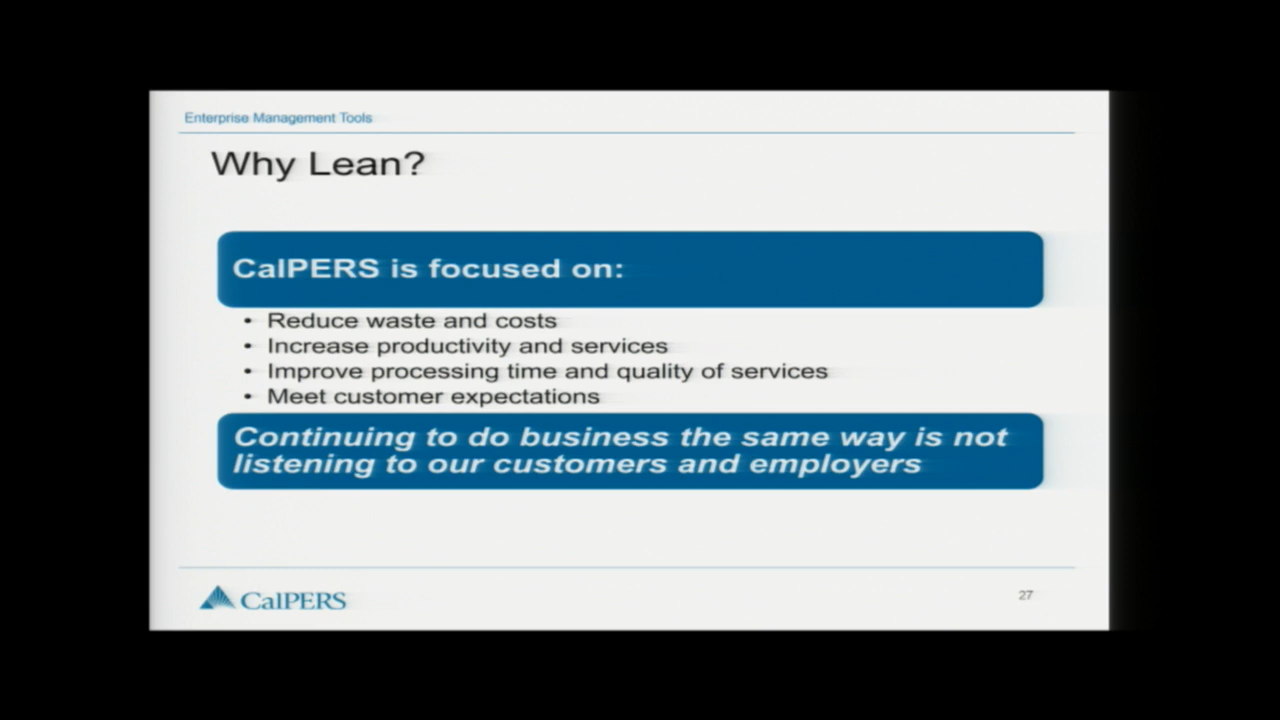 Enterprise Management Tools
Why Lean?
CalPERS is focused on:
• Reduce waste and costs
• Increase productivity and services
• Improve processing time and quality of services
• Meet customer expectations
Continuing to do business the same way is not
listening to our customers and employers
CalPERS
27